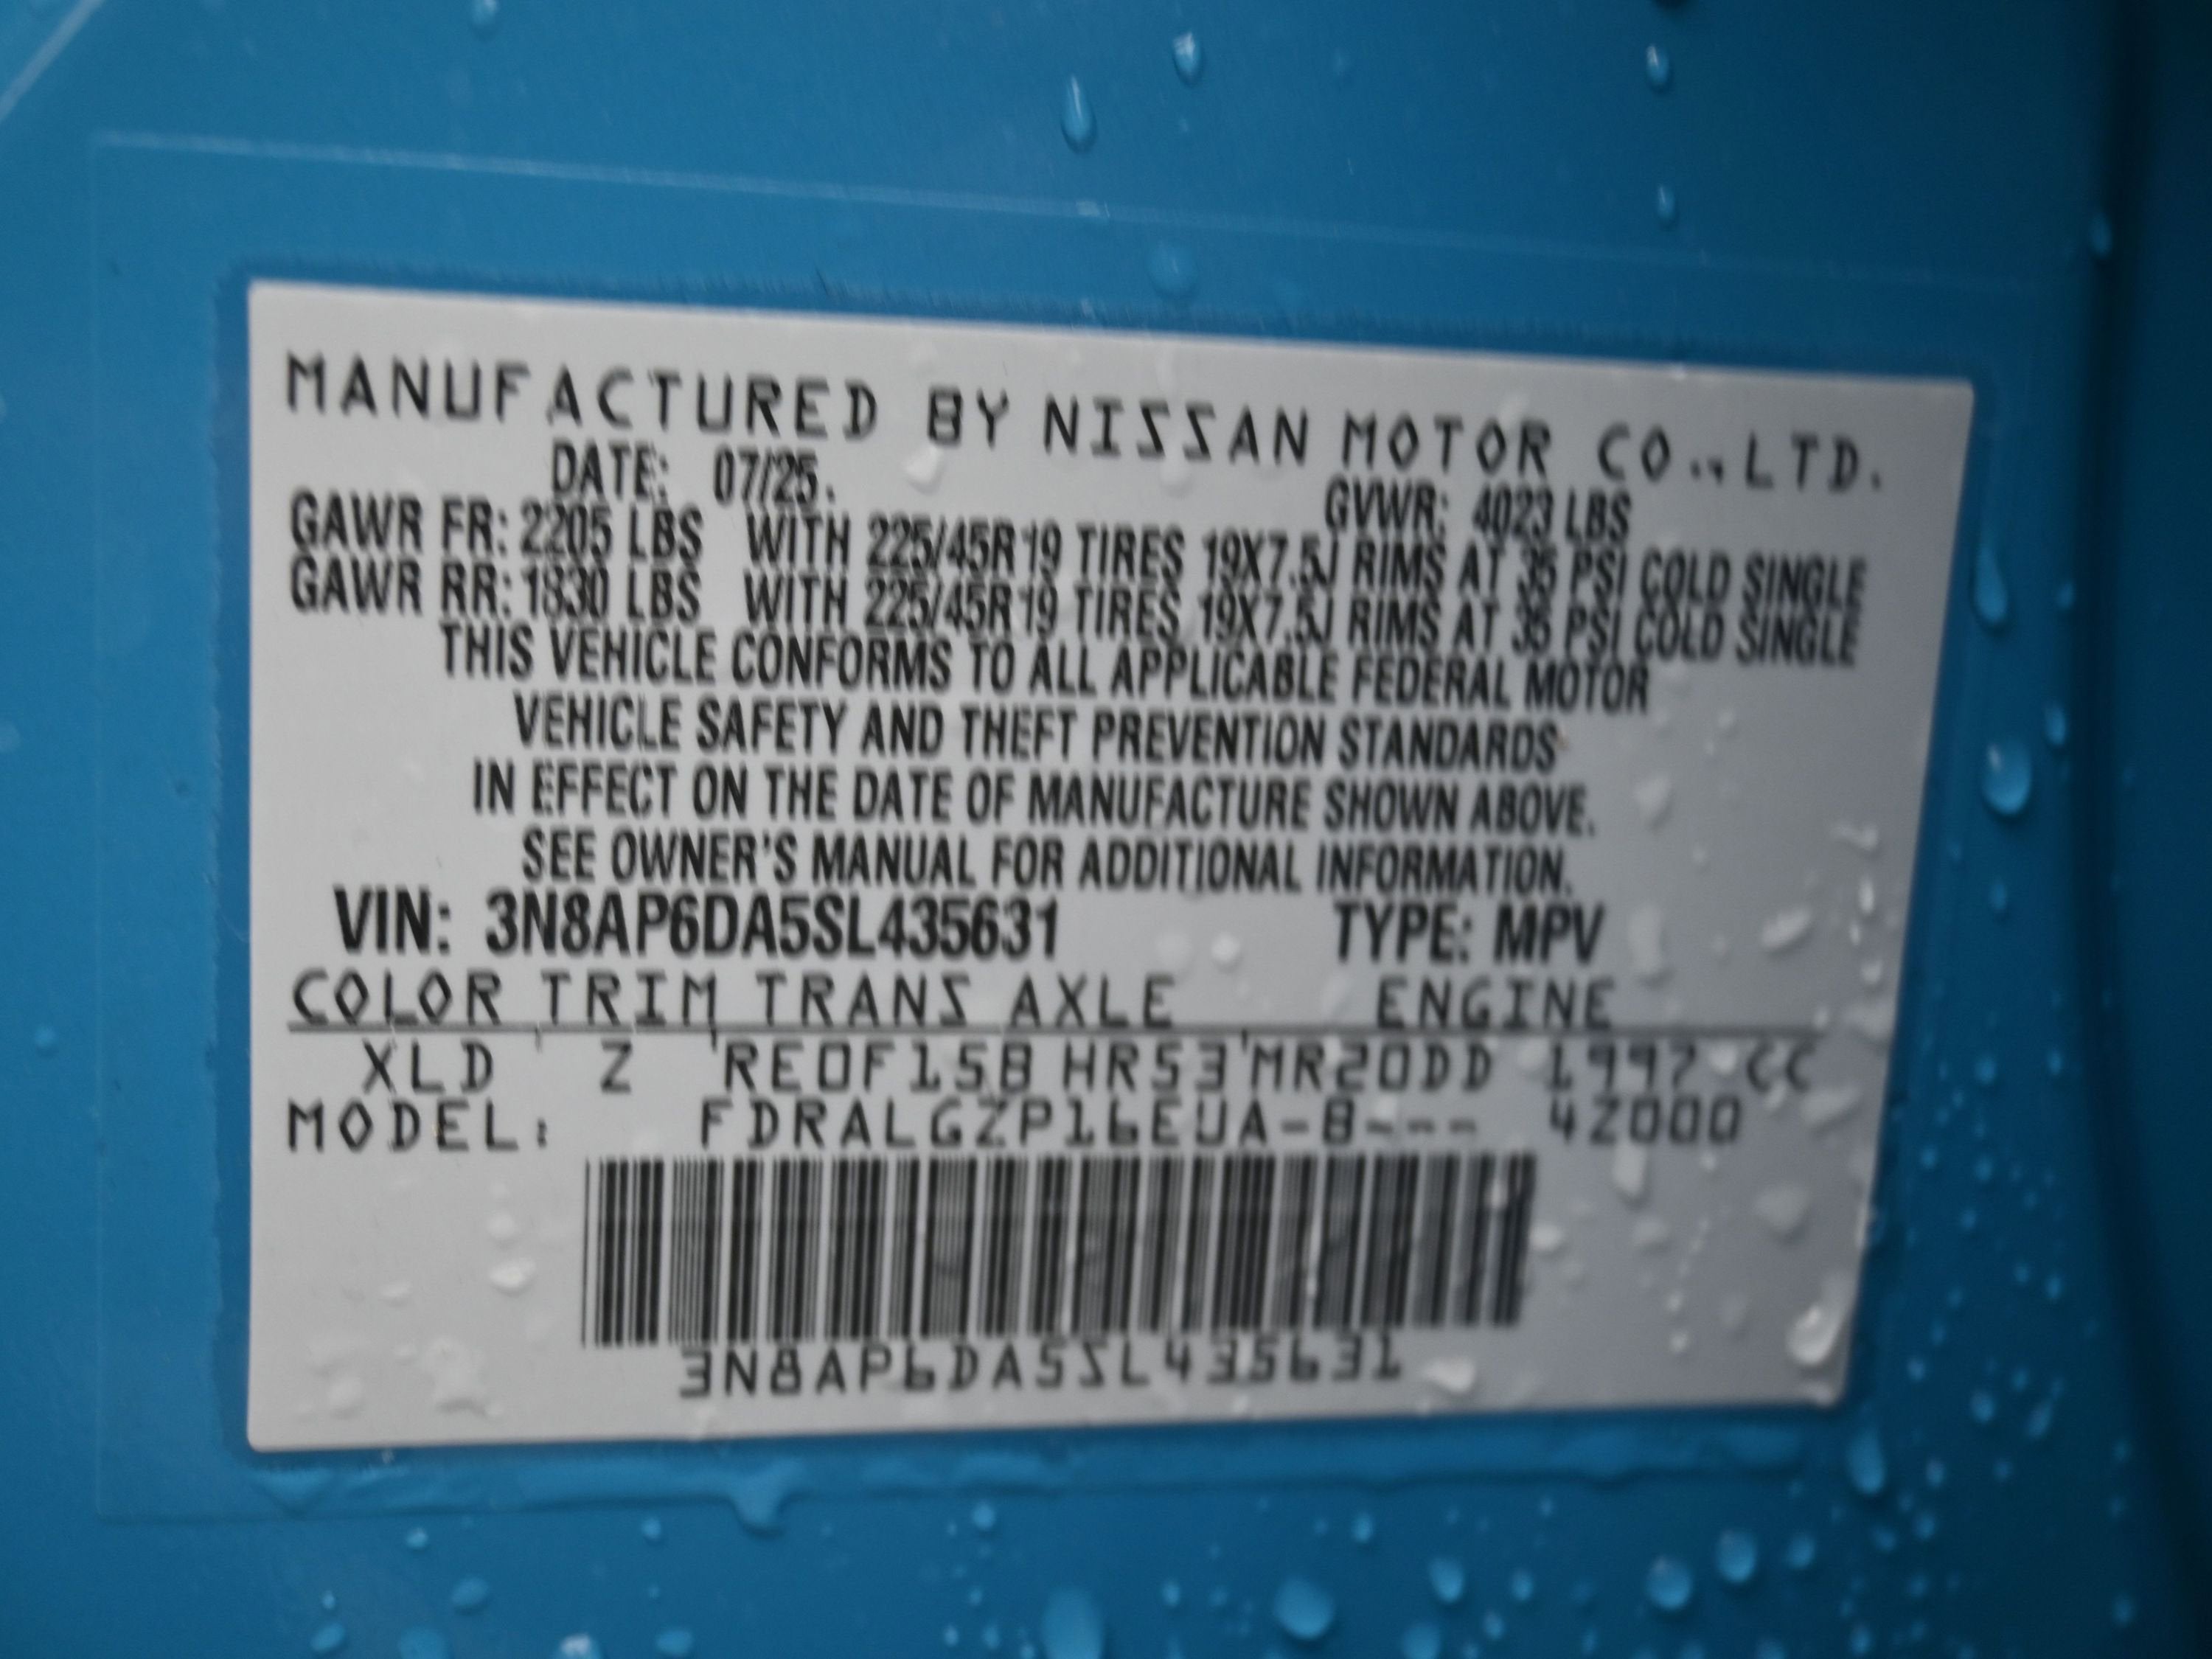 MANUFACTURED BY NISSAN MOTOR CO.,LTD.
DATE: 07/25. GVWR: 4023 LBS
GAWR FR: 2205 LBS WITH 225/45R19 TIRES 19X7.5J RIMS AT 35 PSI COLD SINGLE
GAWR RR: 1830 LBS WITH 225/45R19 TIRES 19X7.5J RIMS AT 35 PSI COLD SINGLE
THIS VEHICLE CONFORMS TO ALL APPLICABLE FEDERAL MOTOR
VEHICLE SAFETY AND THEFT PREVENTION STANDARDS
IN EFFECT ON THE DATE OF MANUFACTURE SHOWN ABOVE.
SEE OWNER'S MANUAL FOR ADDITIONAL INFORMATION.
VIN: 3N8AP6DA5SL435631 TYPE: MPV
COLOR TRIM TRANS AXLE ENGINE
XLD Z RE0F15B HR53 MR20DD 1997 CC
MODEL: FDRALGZP16EUA-8--- 4Z000
3N8AP6DA5SL435631